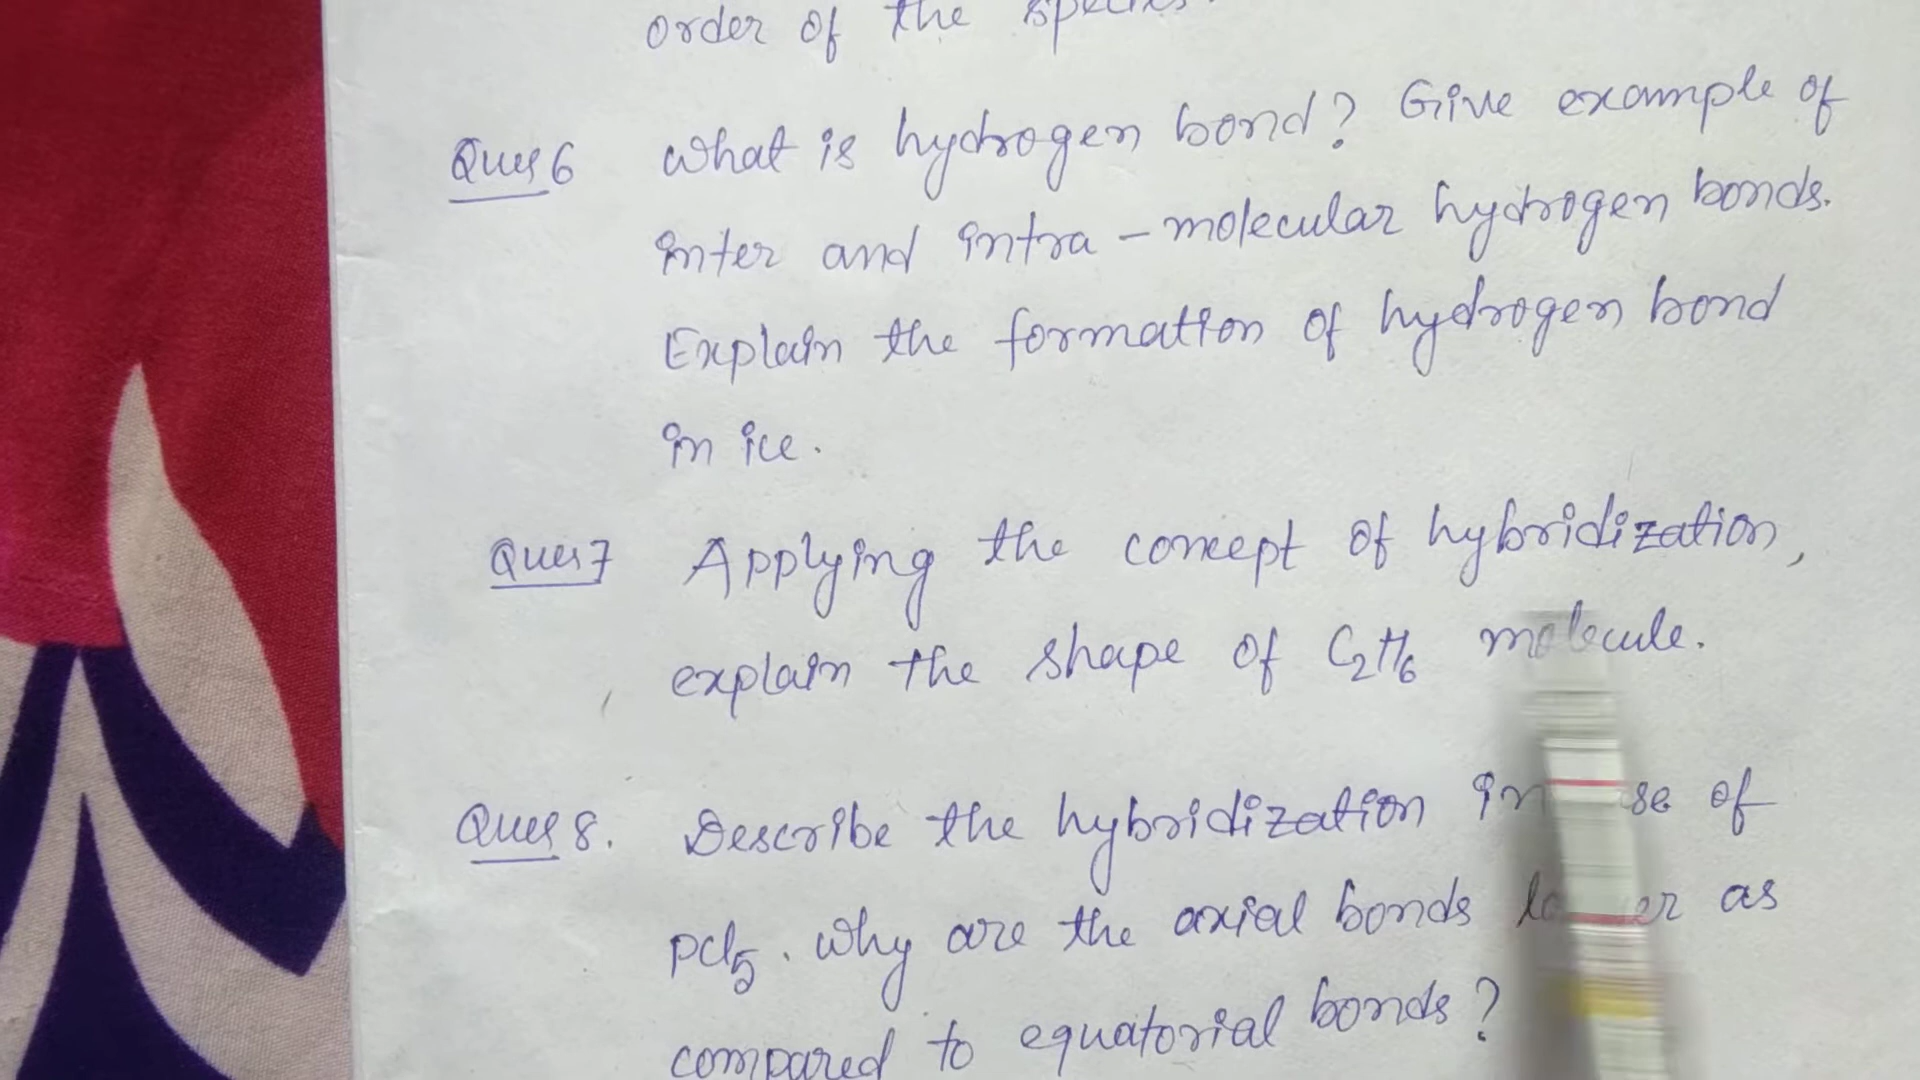 order of the species.
Ques 6 What is hydrogen bond? Give example of
inter and intra-molecular hydrogen bonds.
Explain the formation of hydrogen bond
in ice.
Ques 7 Applying the concept of hybridization,
explain the shape of C2H6 molecule.
Ques 8. Describe the hybridization in of
PCl5. Why are the axial bonds as
compared to equatorial bonds?